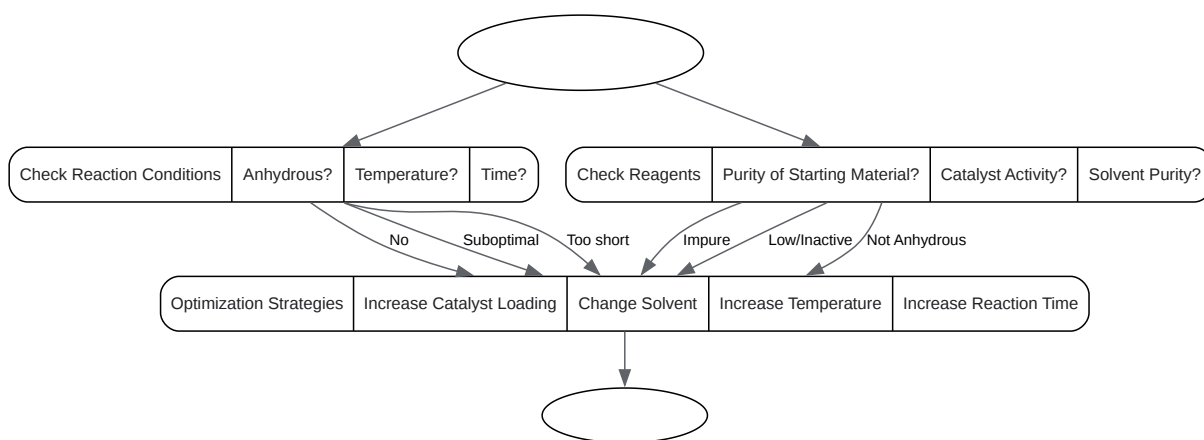 Check Reaction Conditions Anhydrous? Temperature? Time?
Check Reagents Purity of Starting Material? Catalyst Activity? Solvent Purity?
No Suboptimal Too short Impure Low/Inactive Not Anhydrous
Optimization Strategies Increase Catalyst Loading Change Solvent Increase Temperature Increase Reaction Time